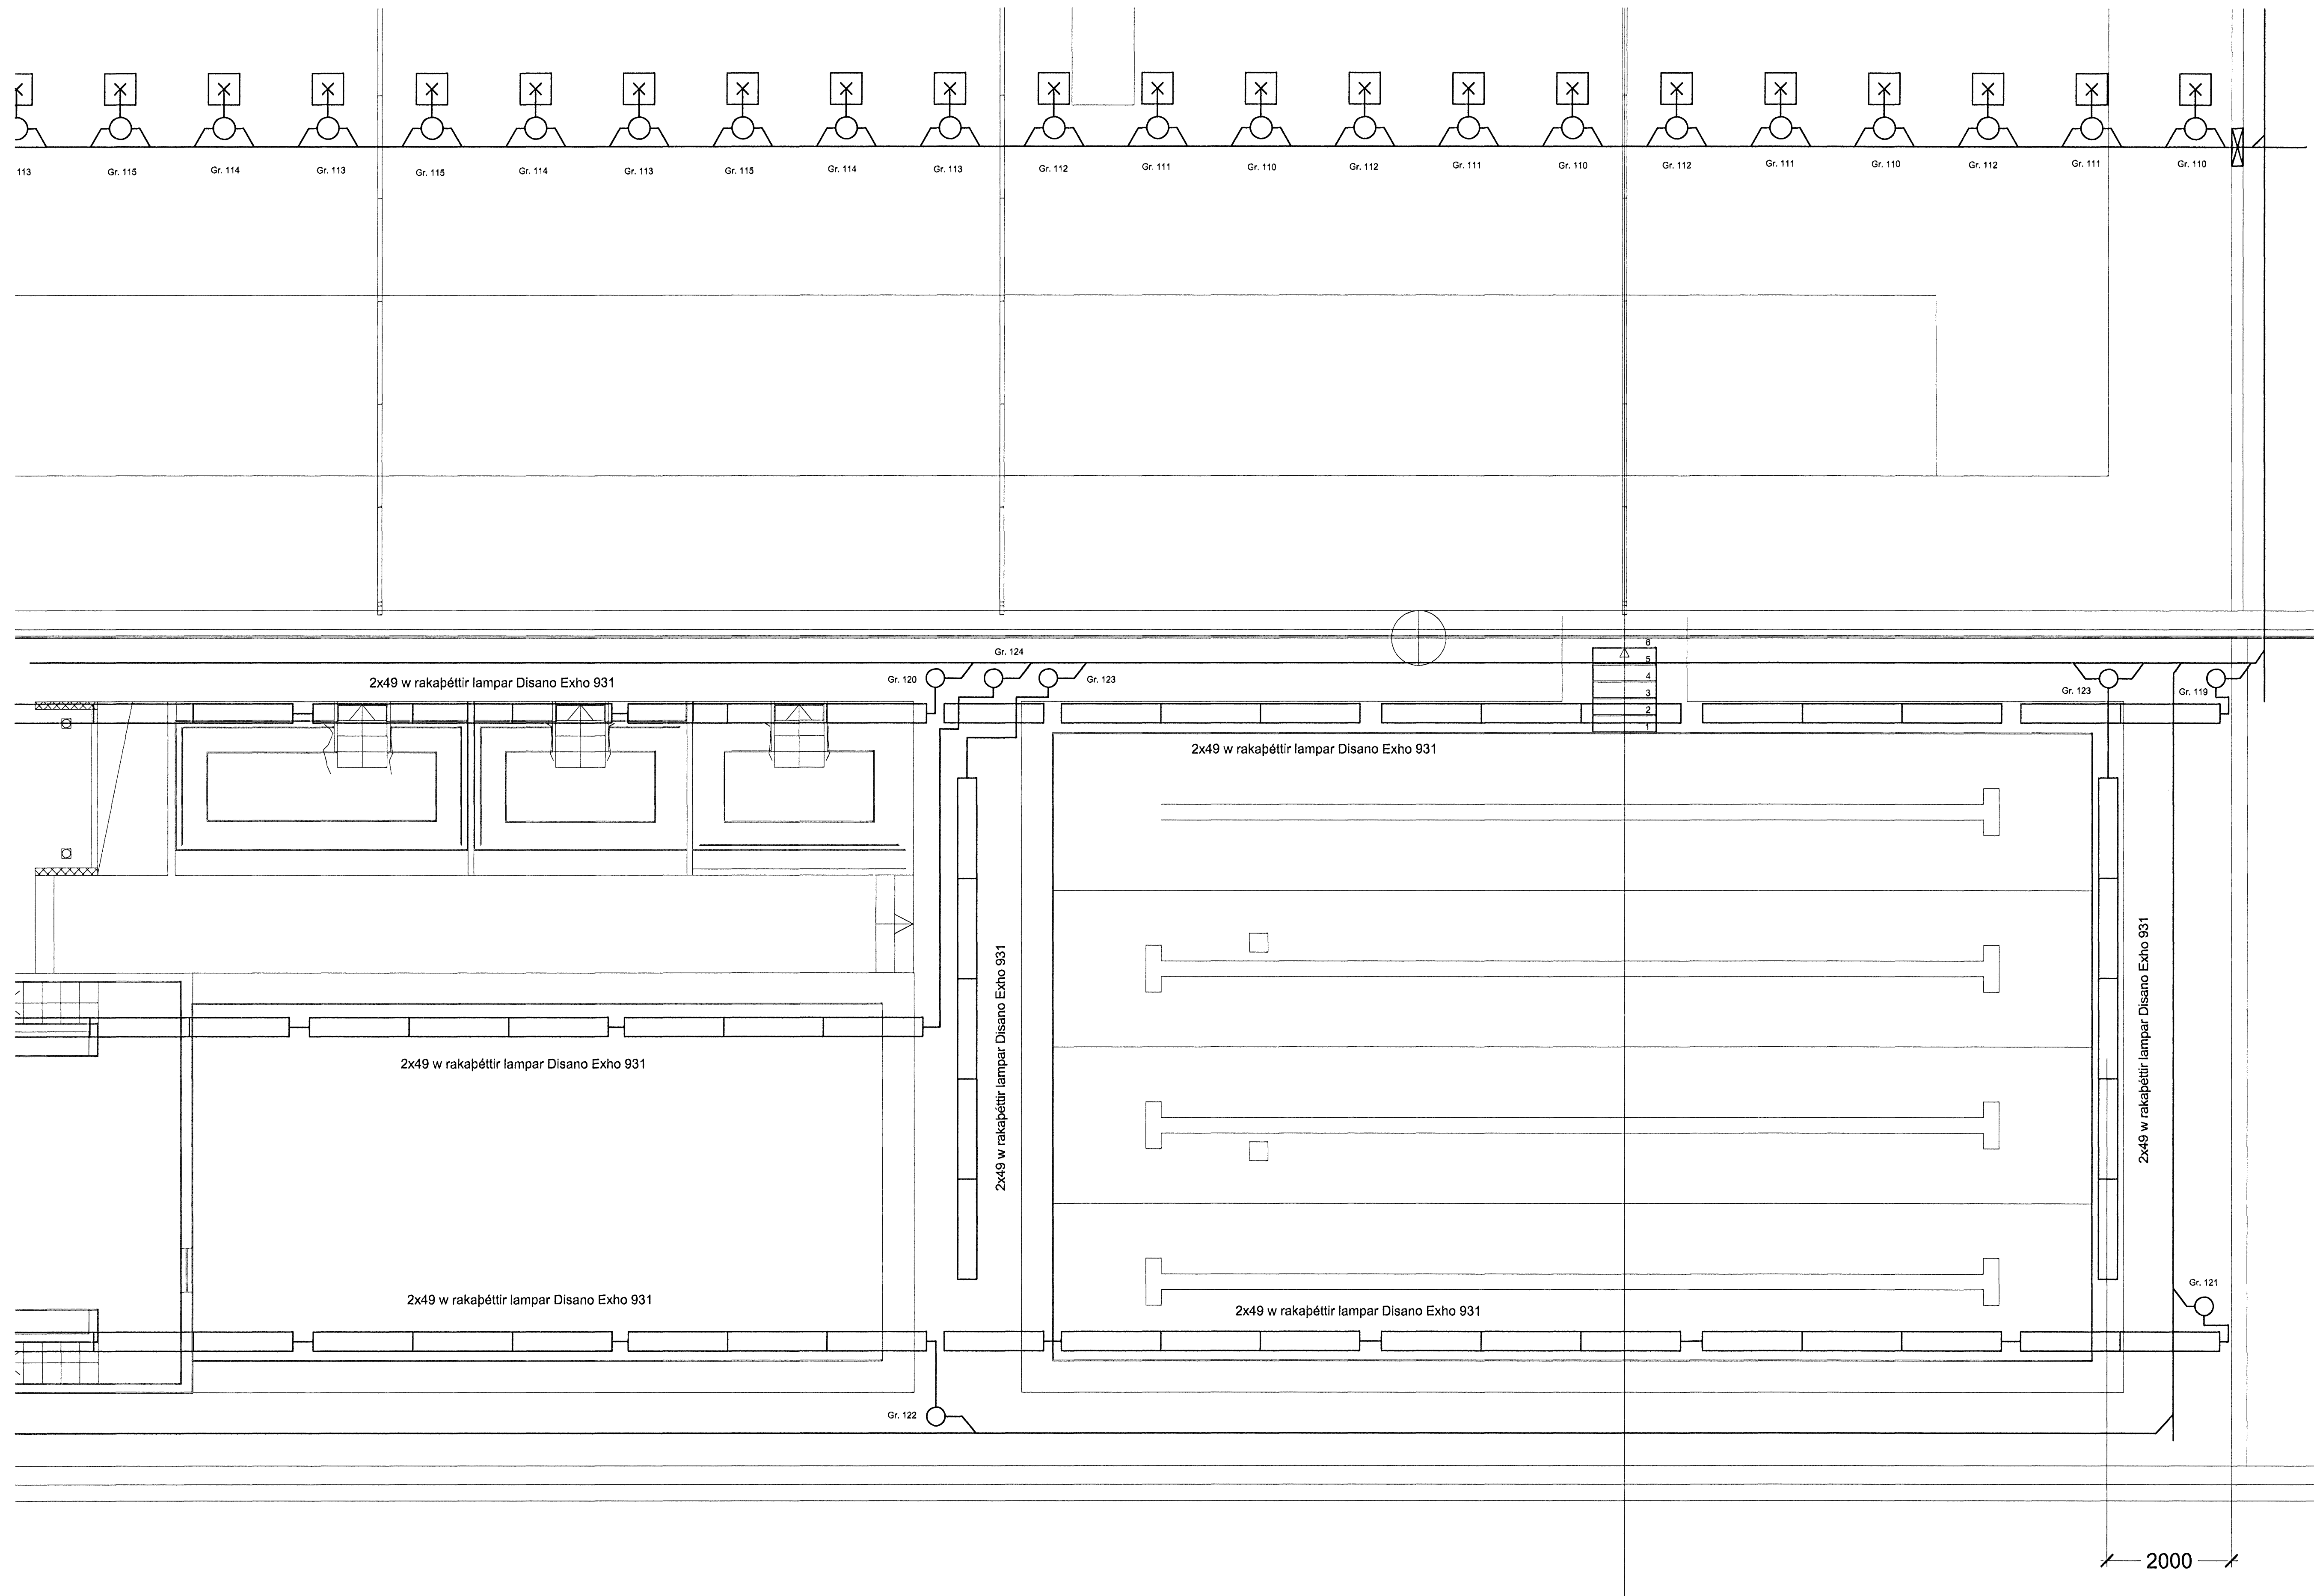 113 Gr. 115 Gr. 114 Gr. 113 Gr. 115 Gr. 114 Gr. 113 Gr. 115 Gr. 114 Gr. 113 Gr. 112 Gr. 111 Gr. 110 Gr. 112 Gr. 111 Gr. 110 Gr. 112 Gr. 111 Gr. 110 Gr. 112 Gr. 111 Gr. 110
6
5
4
3
2
1
Gr. 124
2x49 w rakaþéttir lampar Disano Exho 931
Gr. 120
Gr. 123
Gr. 123
Gr. 119
2x49 w rakaþéttir lampar Disano Exho 931
2x49 w rakaþéttir lampar Disano Exho 931
2x49 w rakaþéttir lampar Disano Exho 931
2x49 w rakaþéttir lampar Disano Exho 931
2x49 w rakaþéttir lampar Disano Exho 931
2x49 w rakaþéttir lampar Disano Exho 931
Gr. 121
Gr. 122
2000